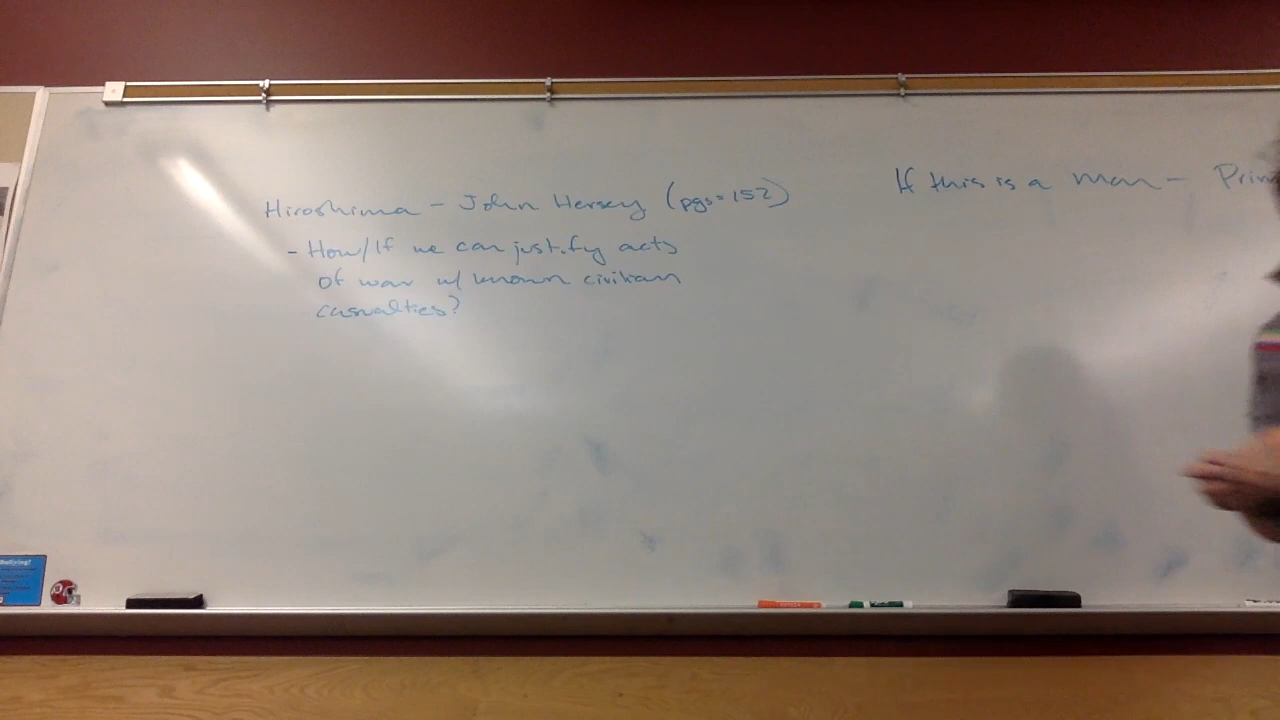 Hiroshima - John Hersey (pgs=152)
- How/If we can justify acts
of war w/ known civilian
casualties?
If this is a man - Prim